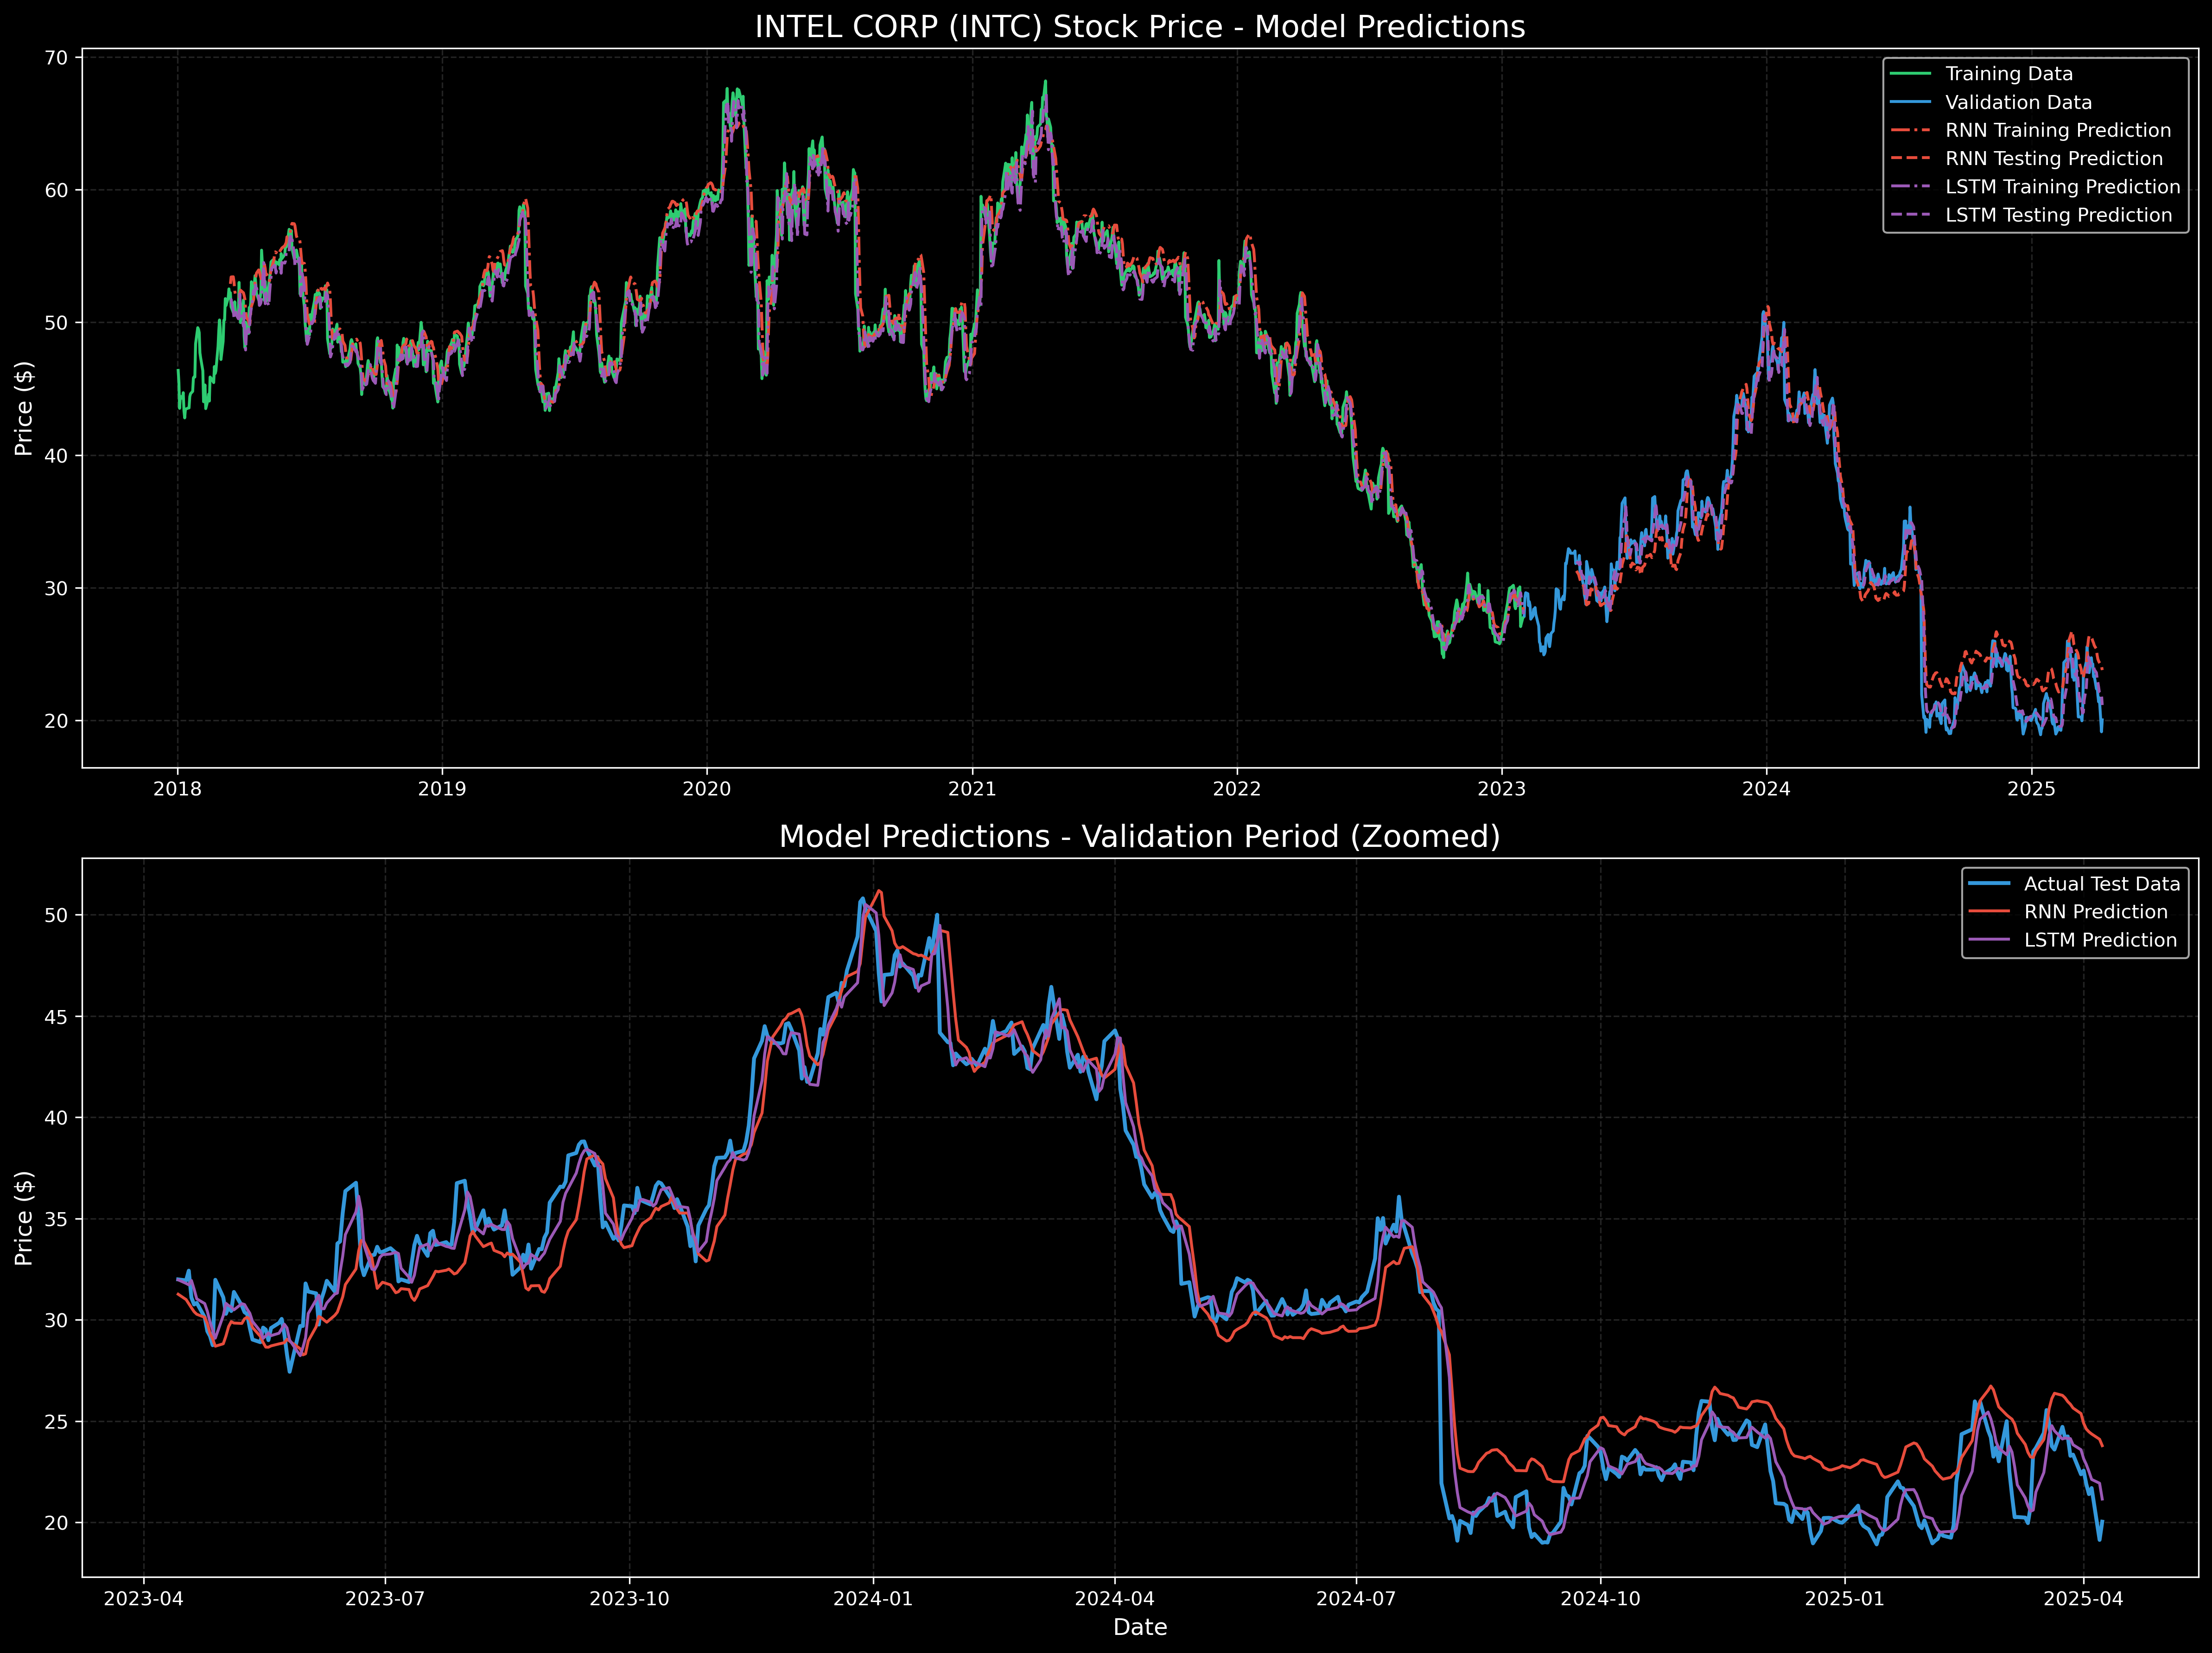 INTEL CORP (INTC) Stock Price - Model Predictions
70
60
50
40
30
20
Price ($)
Training Data
Validation Data
RNN Training Prediction
RNN Testing Prediction
LSTM Training Prediction
LSTM Testing Prediction
2018 2019 2020 2021 2022 2023 2024 2025
Model Predictions - Validation Period (Zoomed)
50
45
40
35
30
25
20
Price ($)
Actual Test Data
RNN Prediction
LSTM Prediction
2023-04 2023-07 2023-10 2024-01 2024-04 2024-07 2024-10 2025-01 2025-04
Date